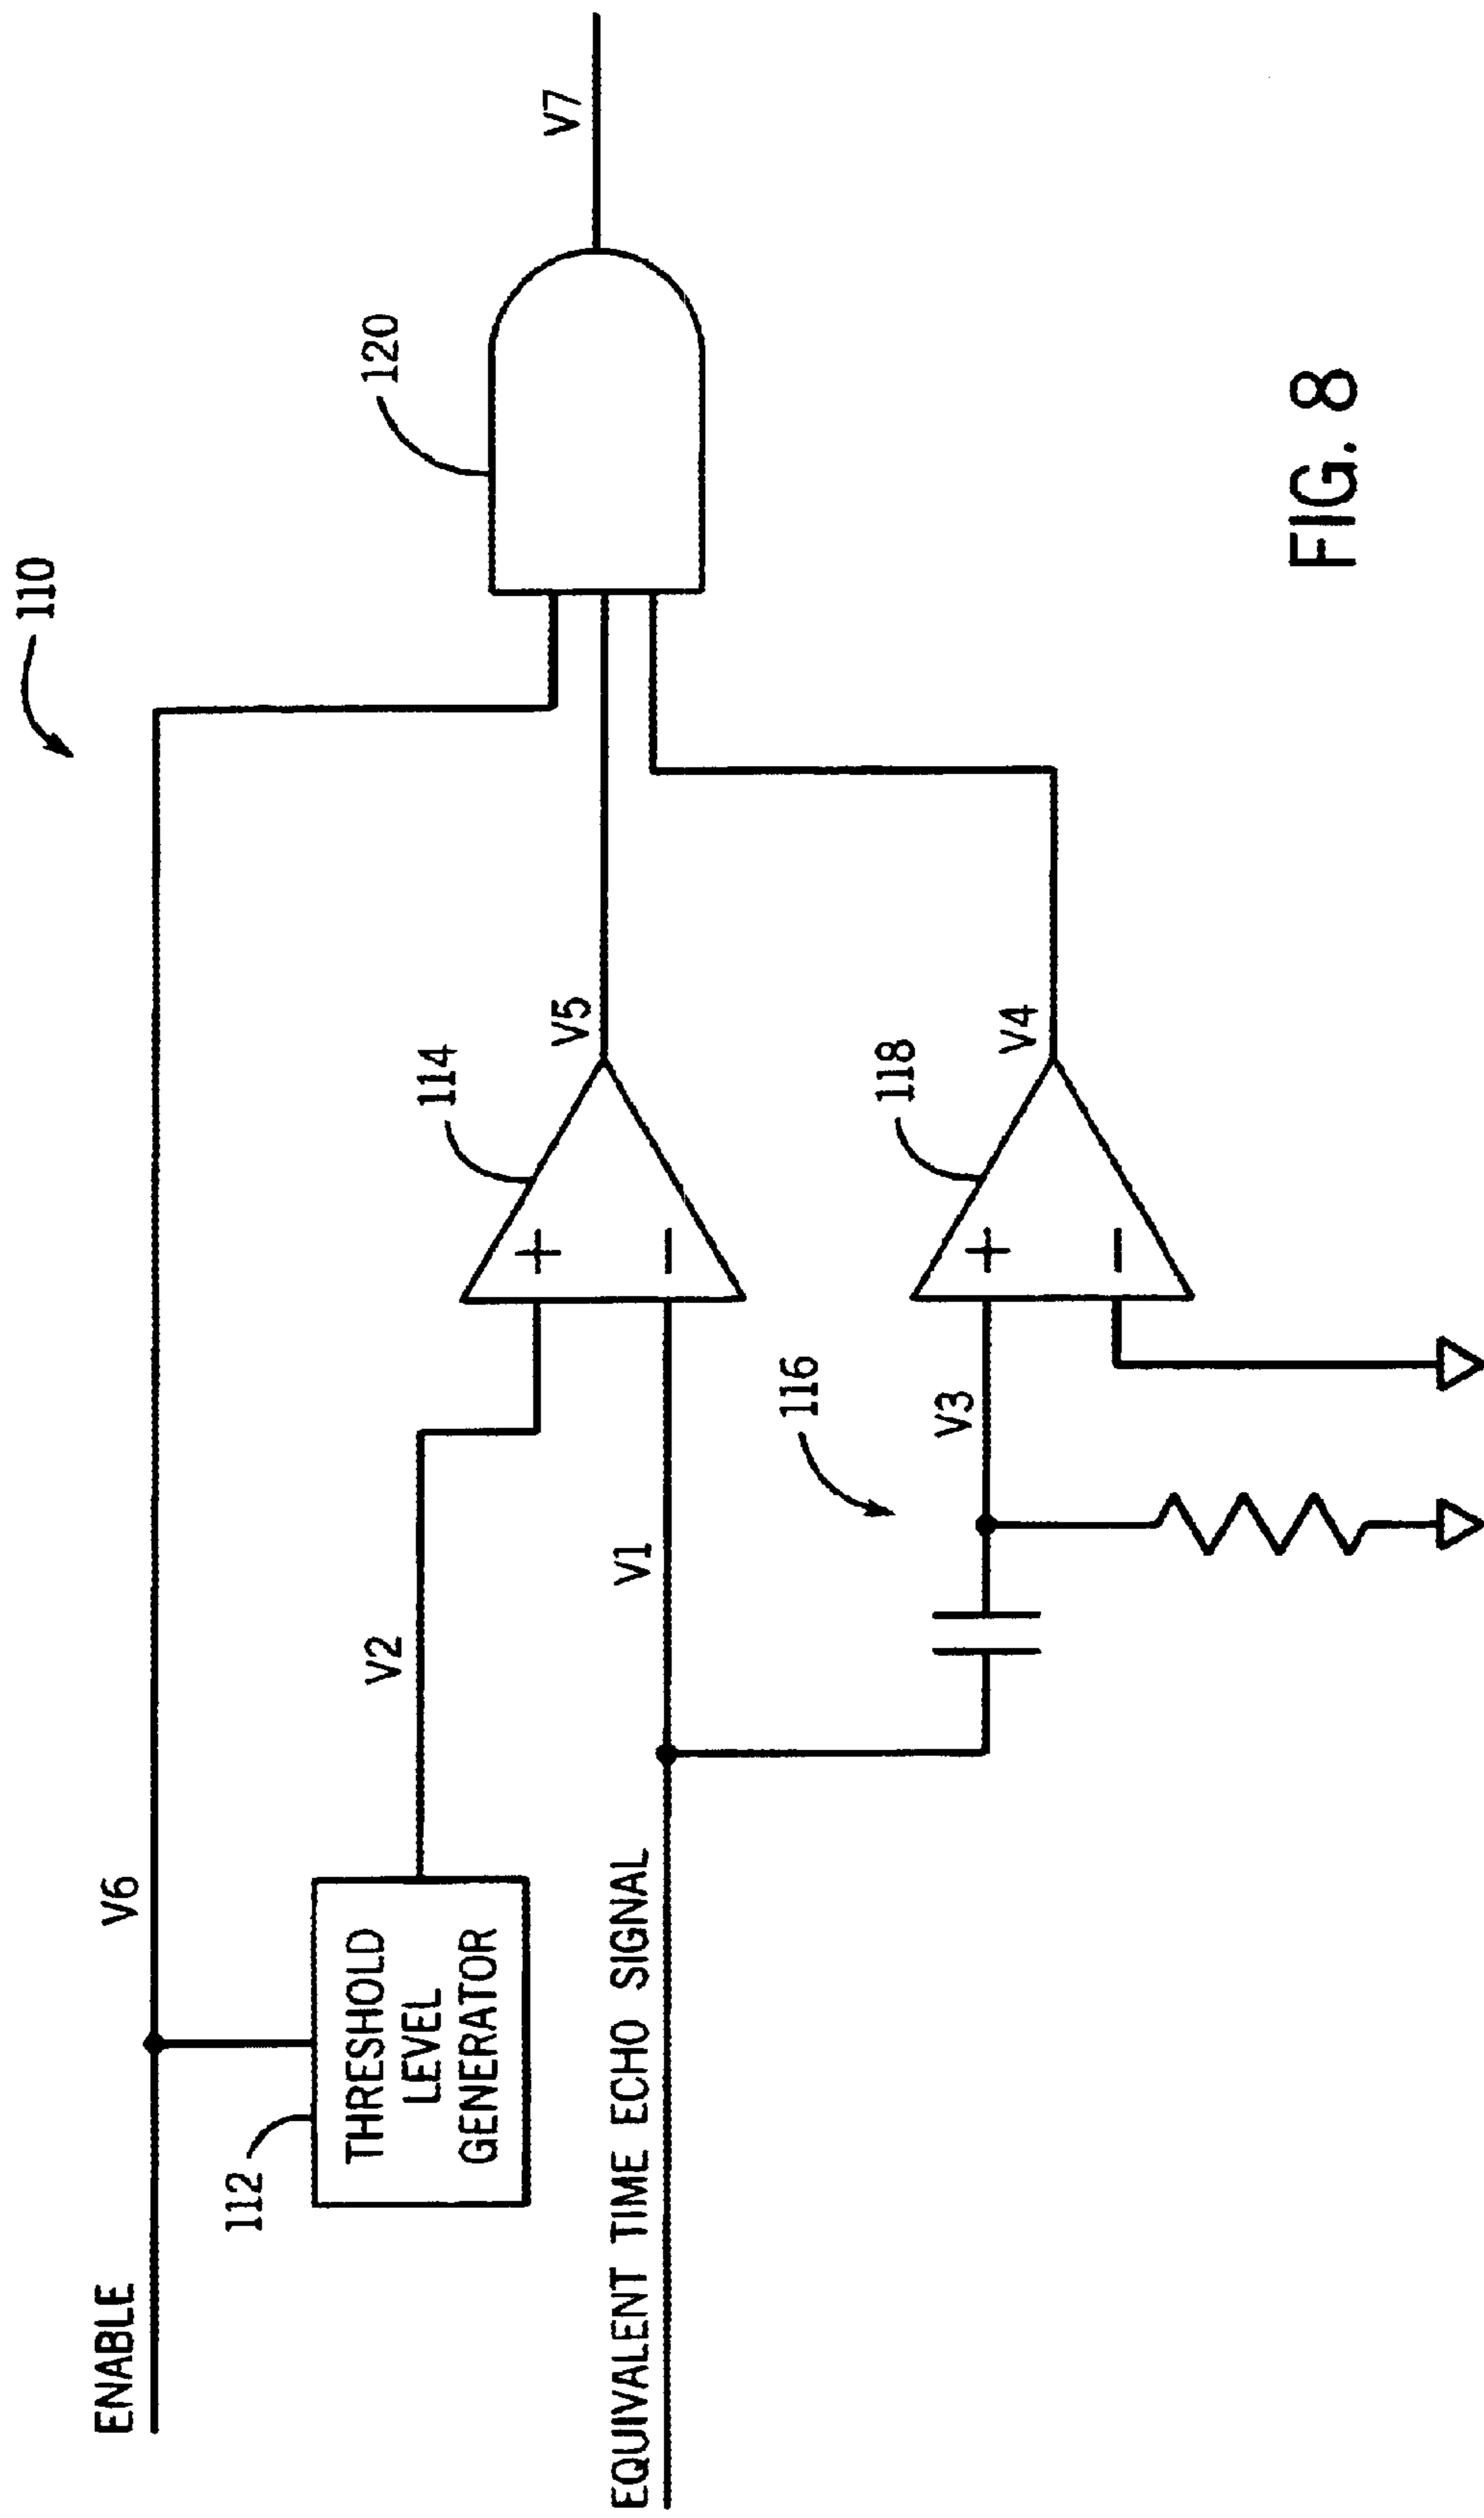 110
ENABLE
V6
112
THRESHOLD
LEVEL
GENERATOR
V2
114
V5
120
V7
EQUIVALENT TIME ECHO SIGNAL
V1
116
V3
118
V4
+
−
+
−
FIG. 8